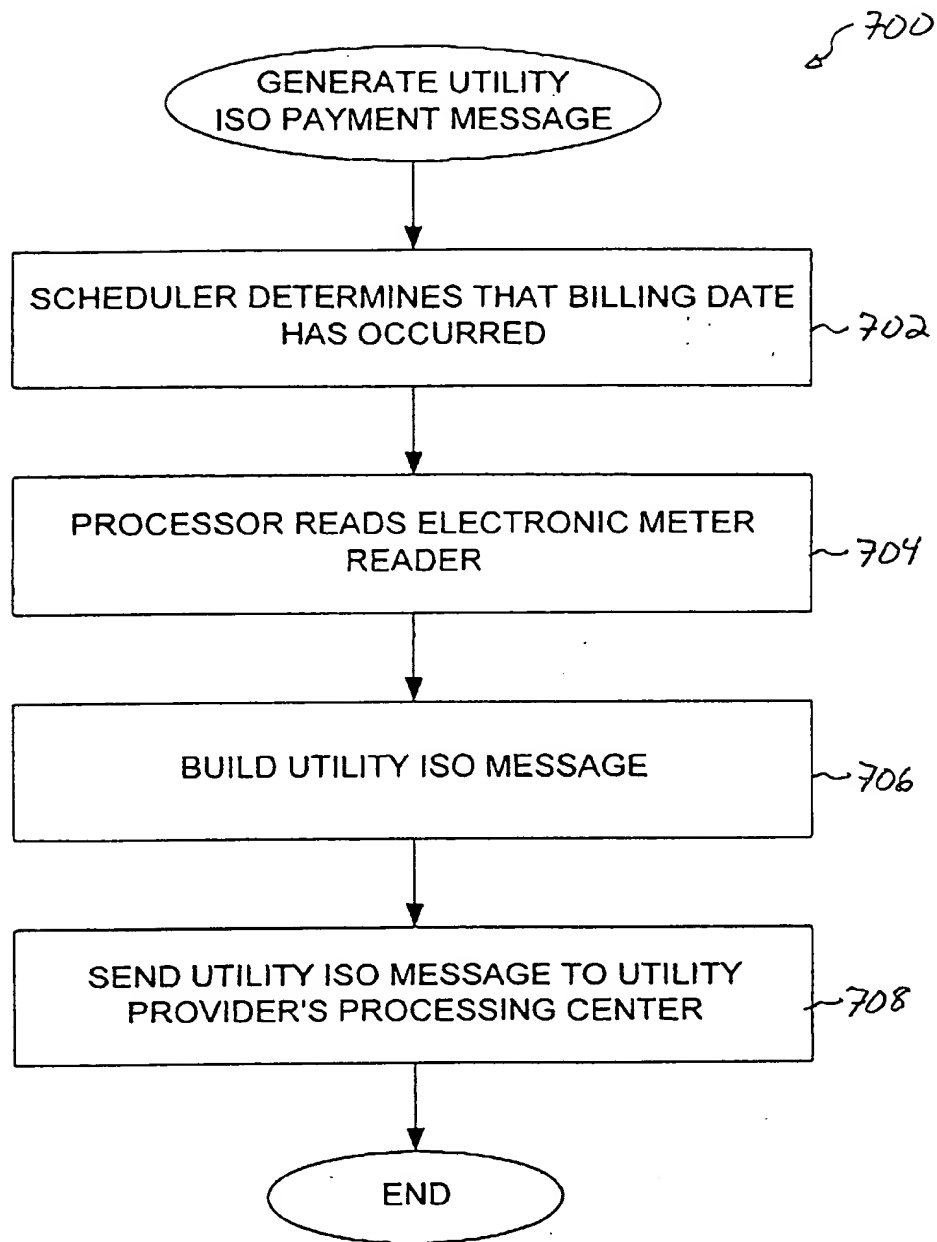 700
GENERATE UTILITY
ISO PAYMENT MESSAGE
SCHEDULER DETERMINES THAT BILLING DATE
HAS OCCURRED
702
PROCESSOR READS ELECTRONIC METER
READER
704
BUILD UTILITY ISO MESSAGE
706
SEND UTILITY ISO MESSAGE TO UTILITY
PROVIDER'S PROCESSING CENTER
708
END